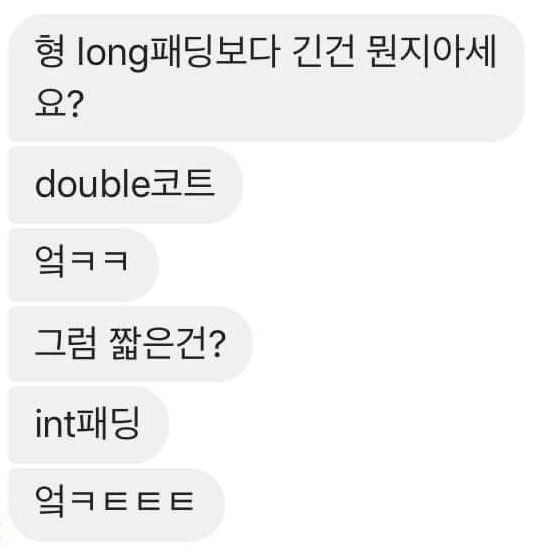 형 long패딩보다 긴건 뭔지아세
요?
double코트
엌ㅋㅋ
그럼 짧은건?
int패딩
엌ㅋㅌㅌㅌ